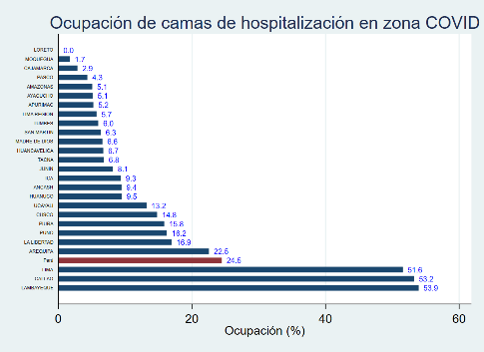 Ocupación de camas de hospitalización en zona COVID
LORETO 0.0
MOQUEGUA 1.7
CAJAMARCA 2.9
PASCO 4.3
AMAZONAS 5.1
AYACUCHO 5.1
APURIMAC 5.2
LIMA REGION 5.7
TUMBES 6.0
SAN MARTIN 6.3
MADRE DE DIOS 6.6
HUANCAVELICA 6.7
TACNA 6.8
JUNIN 8.1
ICA 9.3
ANCASH 9.4
HUANUCO 9.5
UCAYALI 13.2
CUSCO 14.8
PIURA 15.8
PUNO 16.2
LA LIBERTAD 16.9
AREQUIPA 22.6
Perú 24.5
LIMA 51.6
CALLAO 53.2
LAMBAYEQUE 53.9
0 20 40 60
Ocupación (%)